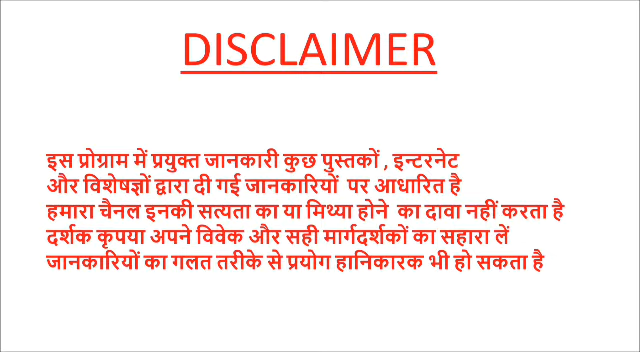 DISCLAIMER
इस प्रोग्राम में प्रयुक्त जानकारी कुछ पुस्तकों , इन्टरनेट
और विशेषज्ञों द्वारा दी गई जानकारियों पर आधारित है
हमारा चैनल इनकी सत्यता का या मिथ्या होने का दावा नहीं करता है
दर्शक कृपया अपने विवेक और सही मार्गदर्शकों का सहारा लें
जानकारियों का गलत तरीके से प्रयोग हानिकारक भी हो सकता है